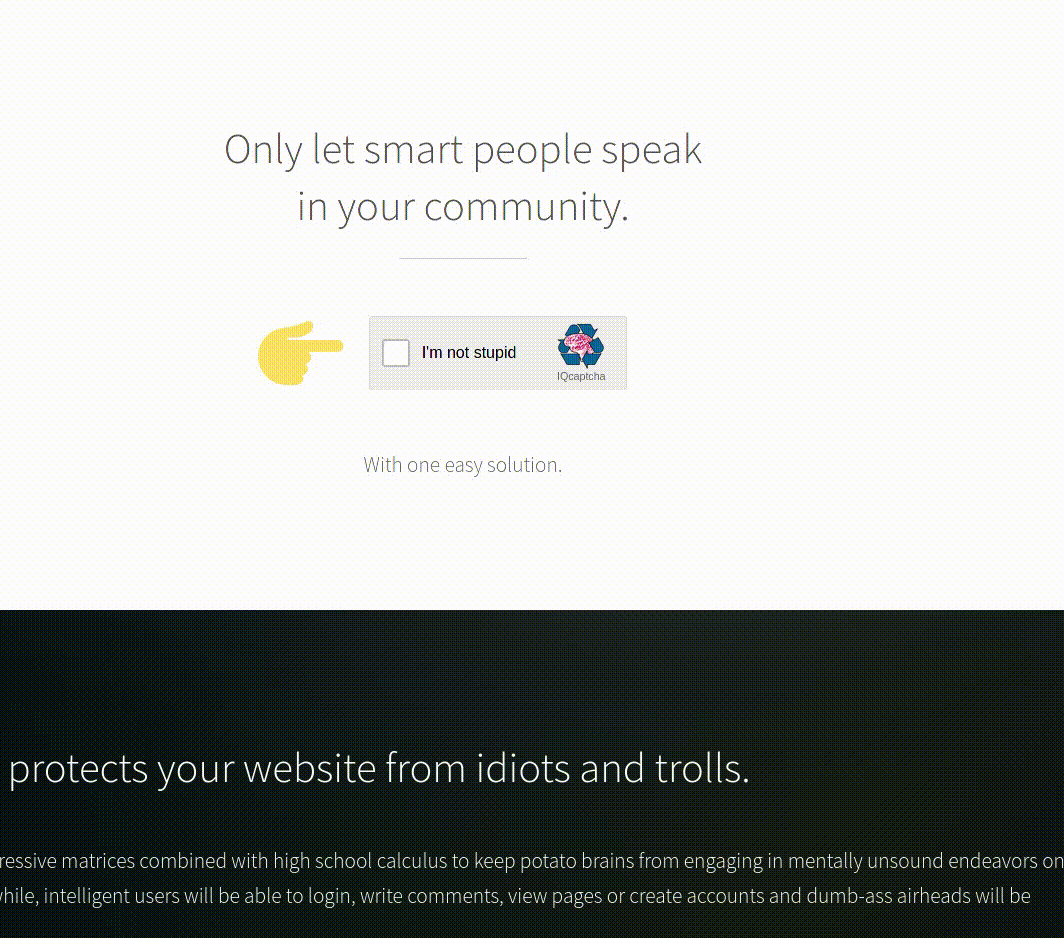 Only let smart people speak
in your community.
I'm not stupid
IQcaptcha
With one easy solution.
protects your website from idiots and trolls.
ressive matrices combined with high school calculus to keep potato brains from engaging in mentally unsound endeavors on
while, intelligent users will be able to login, write comments, view pages or create accounts and dumb-ass airheads will be